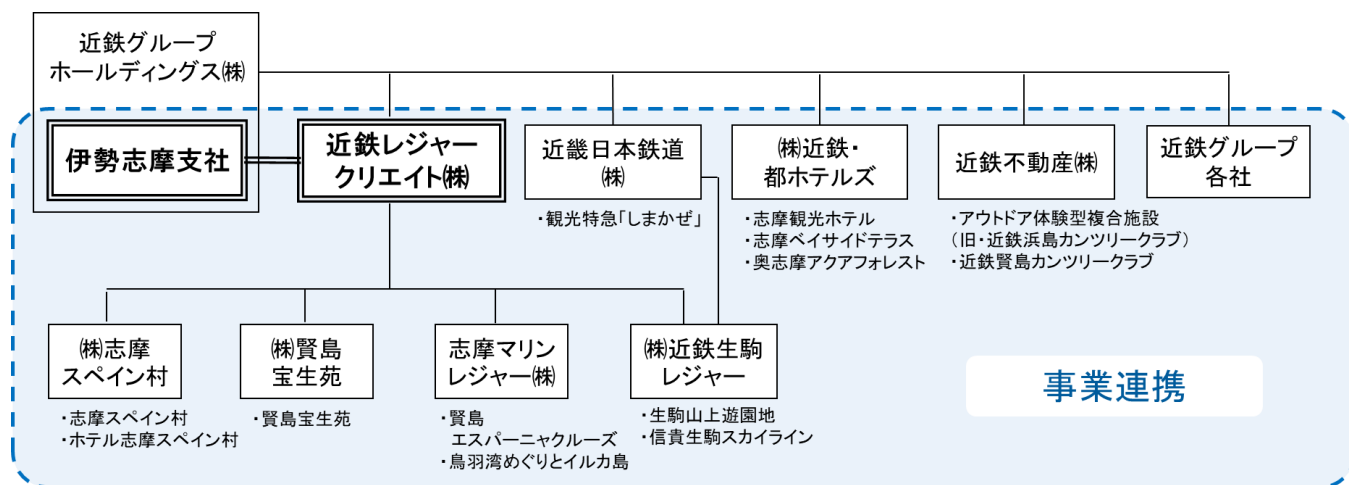 近鉄グループ
ホールディングス㈱
伊勢志摩支社
近鉄レジャー
クリエイト㈱
近畿日本鉄道
㈱
・観光特急「しまかぜ」
㈱近鉄・
都ホテルズ
・志摩観光ホテル
・志摩ベイサイドテラス
・奥志摩アクアフォレスト
近鉄不動産㈱
・アウトドア体験型複合施設
（旧・近鉄浜島カンツリークラブ）
・近鉄賢島カンツリークラブ
近鉄グループ
各社
㈱志摩
スペイン村
・志摩スペイン村
・ホテル志摩スペイン村
㈱賢島
宝生苑
・賢島宝生苑
志摩マリン
レジャー㈱
・賢島
エスパーニャクルーズ
・鳥羽湾めぐりとイルカ島
㈱近鉄生駒
レジャー
・生駒山上遊園地
・信貴生駒スカイライン
事業連携